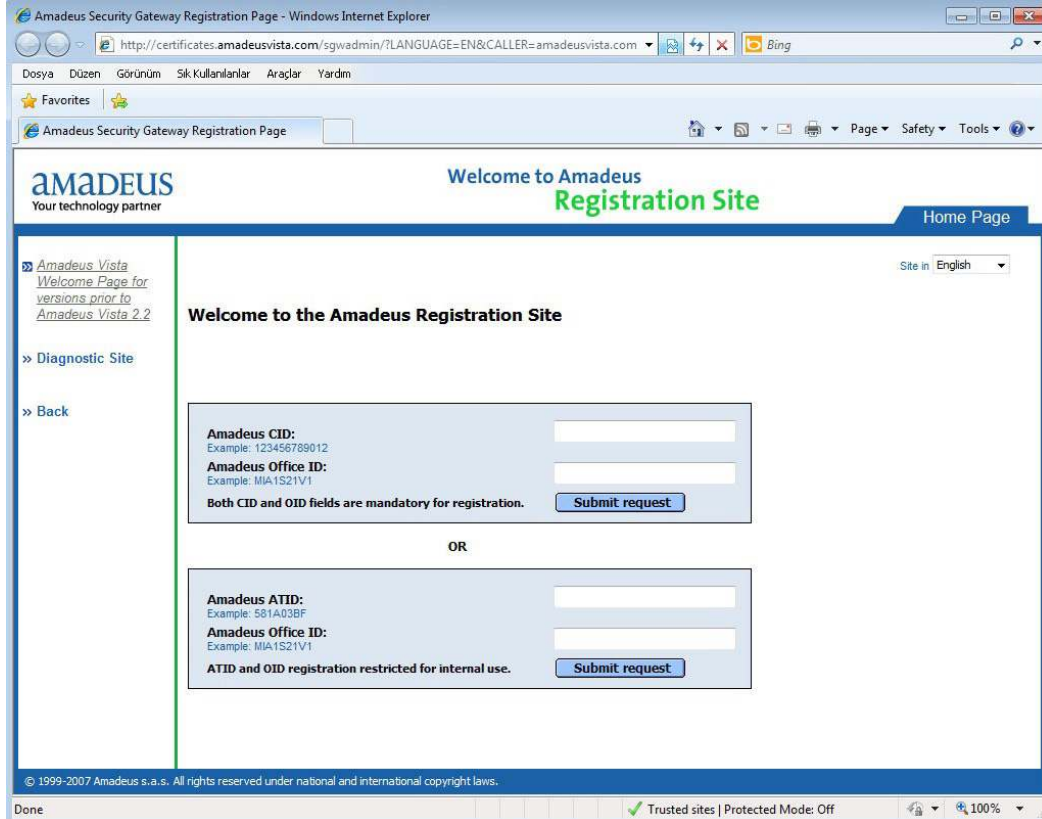 Amadeus Security Gateway Registration Page - Windows Internet Explorer
http://certificates.amadeusvista.com/sgwadmin/?LANGUAGE=EN&CALLER=amadeusvista.com
Bing
Dosya Düzen Görünüm Sık Kullanılanlar Araçlar Yardım
Favorites
Amadeus Security Gateway Registration Page
Page Safety Tools
amadeus
Your technology partner
Welcome to Amadeus
Registration Site
Home Page
Amadeus Vista
Welcome Page for
versions prior to
Amadeus Vista 2.2
» Diagnostic Site
» Back
Site in English
Welcome to the Amadeus Registration Site
Amadeus CID:
Example: 123456789012
Amadeus Office ID:
Example: MIA1S21V1
Both CID and OID fields are mandatory for registration.
Submit request
OR
Amadeus ATID:
Example: 581A03BF
Amadeus Office ID:
Example: MIA1S21V1
ATID and OID registration restricted for internal use.
Submit request
© 1999-2007 Amadeus s.a.s. All rights reserved under national and international copyright laws.
Done
Trusted sites | Protected Mode: Off
100%